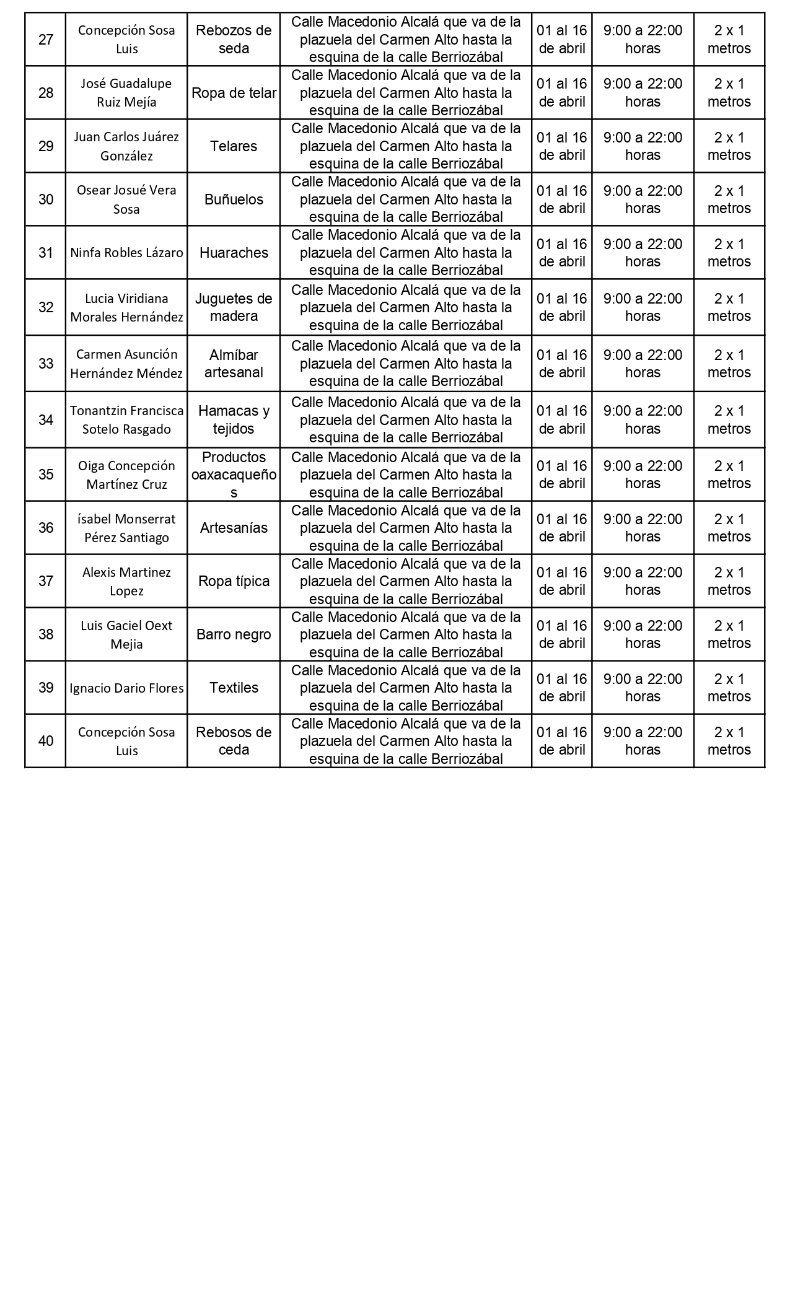 27 Concepción Sosa Luis Rebozos de seda Calle Macedonio Alcalá que va de la plazuela del Carmen Alto hasta la esquina de la calle Berriozábal 01 al 16 de abril 9:00 a 22:00 horas 2 x 1 metros
28 José Guadalupe Ruiz Mejía Ropa de telar Calle Macedonio Alcalá que va de la plazuela del Carmen Alto hasta la esquina de la calle Berriozábal 01 al 16 de abril 9:00 a 22:00 horas 2 x 1 metros
29 Juan Carlos Juárez González Telares Calle Macedonio Alcalá que va de la plazuela del Carmen Alto hasta la esquina de la calle Berriozábal 01 al 16 de abril 9:00 a 22:00 horas 2 x 1 metros
30 Osear Josué Vera Sosa Buñuelos Calle Macedonio Alcalá que va de la plazuela del Carmen Alto hasta la esquina de la calle Berriozábal 01 al 16 de abril 9:00 a 22:00 horas 2 x 1 metros
31 Ninfa Robles Lázaro Huaraches Calle Macedonio Alcalá que va de la plazuela del Carmen Alto hasta la esquina de la calle Berriozábal 01 al 16 de abril 9:00 a 22:00 horas 2 x 1 metros
32 Lucia Viridiana Morales Hernández Juguetes de madera Calle Macedonio Alcalá que va de la plazuela del Carmen Alto hasta la esquina de la calle Berriozábal 01 al 16 de abril 9:00 a 22:00 horas 2 x 1 metros
33 Carmen Asunción Hernández Méndez Almíbar artesanal Calle Macedonio Alcalá que va de la plazuela del Carmen Alto hasta la esquina de la calle Berriozábal 01 al 16 de abril 9:00 a 22:00 horas 2 x 1 metros
34 Tonantzin Francisca Sotelo Rasgado Hamacas y tejidos Calle Macedonio Alcalá que va de la plazuela del Carmen Alto hasta la esquina de la calle Berriozábal 01 al 16 de abril 9:00 a 22:00 horas 2 x 1 metros
35 Oiga Concepción Martínez Cruz Productos oaxacaqueños Calle Macedonio Alcalá que va de la plazuela del Carmen Alto hasta la esquina de la calle Berriozábal 01 al 16 de abril 9:00 a 22:00 horas 2 x 1 metros
36 ísabel Monserrat Pérez Santiago Artesanías Calle Macedonio Alcalá que va de la plazuela del Carmen Alto hasta la esquina de la calle Berriozábal 01 al 16 de abril 9:00 a 22:00 horas 2 x 1 metros
37 Alexis Martinez Lopez Ropa típica Calle Macedonio Alcalá que va de la plazuela del Carmen Alto hasta la esquina de la calle Berriozábal 01 al 16 de abril 9:00 a 22:00 horas 2 x 1 metros
38 Luis Gaciel Oext Mejia Barro negro Calle Macedonio Alcalá que va de la plazuela del Carmen Alto hasta la esquina de la calle Berriozábal 01 al 16 de abril 9:00 a 22:00 horas 2 x 1 metros
39 Ignacio Dario Flores Textiles Calle Macedonio Alcalá que va de la plazuela del Carmen Alto hasta la esquina de la calle Berriozábal 01 al 16 de abril 9:00 a 22:00 horas 2 x 1 metros
40 Concepción Sosa Luis Rebosos de ceda Calle Macedonio Alcalá que va de la plazuela del Carmen Alto hasta la esquina de la calle Berriozábal 01 al 16 de abril 9:00 a 22:00 horas 2 x 1 metros